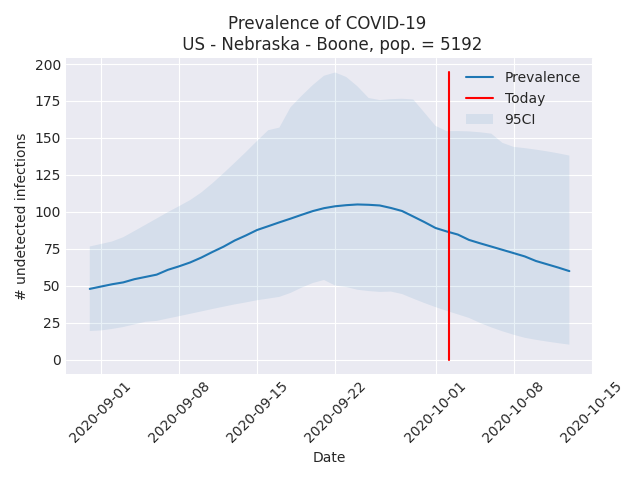 Prevalence of COVID-19
US - Nebraska - Boone, pop. = 5192
200
175
150
125
100
75
50
25
0
# undetected infections
Prevalence
Today
95CI
2020-09-01
2020-09-08
2020-09-15
2020-09-22
2020-10-01
2020-10-08
2020-10-15
Date